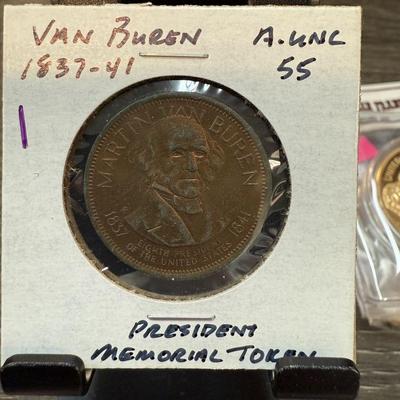 VAN BUREN A.UNC
1837-41 55
MARTIN VAN BUREN
1837 1841
EIGHTH PRESIDENT
OF THE UNITED STATES
PRESIDENT
MEMORIAL TOKEN